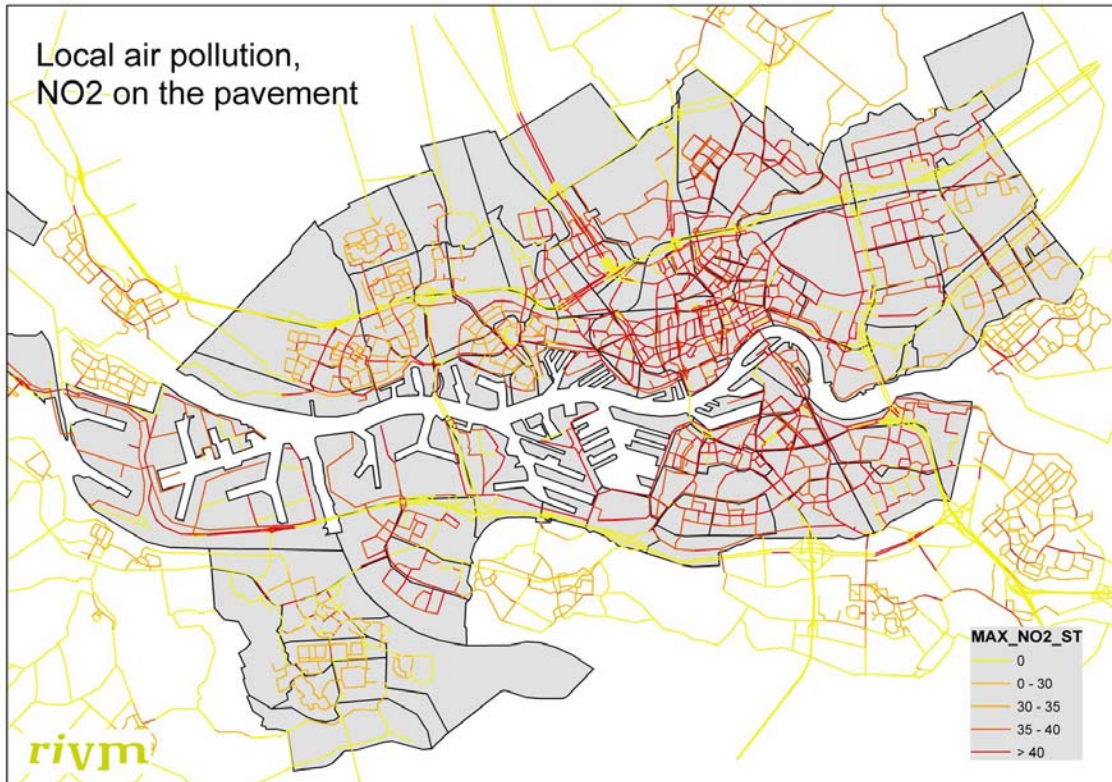 Local air pollution,
NO2 on the pavement
MAX_NO2_ST
0
0 - 30
30 - 35
35 - 40
> 40
rivm